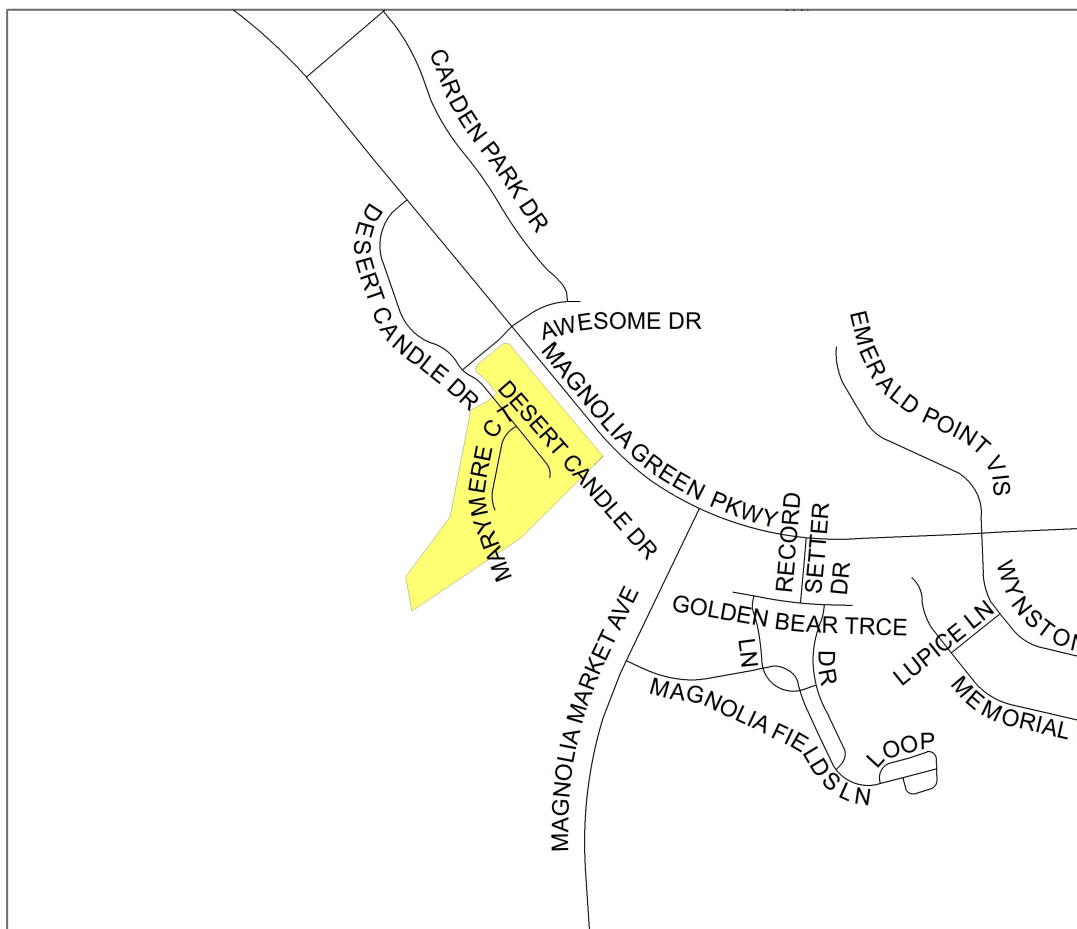 CARDEN PARK DR
DESERT CANDLE DR
AWESOME DR
EMERALD POINT VIS
MAGNOLIA GREEN PKWY
DESERT CANDLE DR
MARYMERE CT
RECORD
SETTER
DR
WYNSTON
GOLDEN BEAR TRCE
LUPICE LN
LN
DR
MAGNOLIA MARKET AVE
MAGNOLIA FIELDS LN
MEMORIAL
LOOP